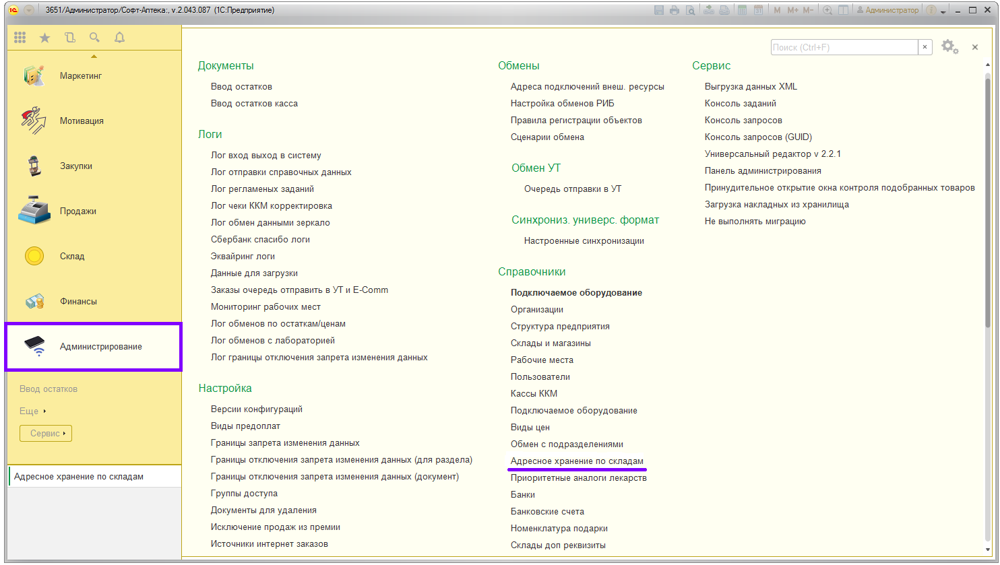 3651/Администратор/Софт-Аптека:, v.2.043.087 (1С:Предприятие)
M M+ M- Администратор
Маркетинг
Мотивация
Закупки
Продажи
Склад
Финансы
Администрирование
Ввод остатков
Еще
Сервис
Адресное хранение по складам
Поиск (Ctrl+F)
Документы
Ввод остатков
Ввод остатков касса
Логи
Лог вход выход в систему
Лог отправки справочных данных
Лог регламеных заданий
Лог чеки ККМ корректировка
Лог обмен данными зеркало
Сбербанк спасибо логи
Эквайринг логи
Данные для загрузки
Заказы очередь отправить в УТ и E-Comm
Мониторинг рабочих мест
Лог обменов по остаткам/ценам
Лог обменов с лабораторией
Лог границы отключения запрета изменения данных
Настройка
Версии конфигураций
Виды предоплат
Границы запрета изменения данных
Границы отключения запрета изменения данных (для раздела)
Границы отключения запрета изменения данных (документ)
Группы доступа
Документы для удаления
Исключение продаж из премии
Источники интернет заказов
Обмены
Адреса подключений внеш. ресурсы
Настройка обменов РИБ
Правила регистрации объектов
Сценарии обмена
Обмен УТ
Очередь отправки в УТ
Синхрониз. универс. формат
Настроенные синхронизации
Справочники
Подключаемое оборудование
Организации
Структура предприятия
Склады и магазины
Рабочие места
Пользователи
Кассы ККМ
Подключаемое оборудование
Виды цен
Обмен с подразделениями
Адресное хранение по складам
Приоритетные аналоги лекарств
Банки
Банковские счета
Номенклатура подарки
Склады доп реквизиты
Сервис
Выгрузка данных XML
Консоль заданий
Консоль запросов
Консоль запросов (GUID)
Универсальный редактор v 2.2.1
Панель администрирования
Принудительное открытие окна контроля подобранных товаров
Загрузка накладных из хранилища
Не выполнять миграцию